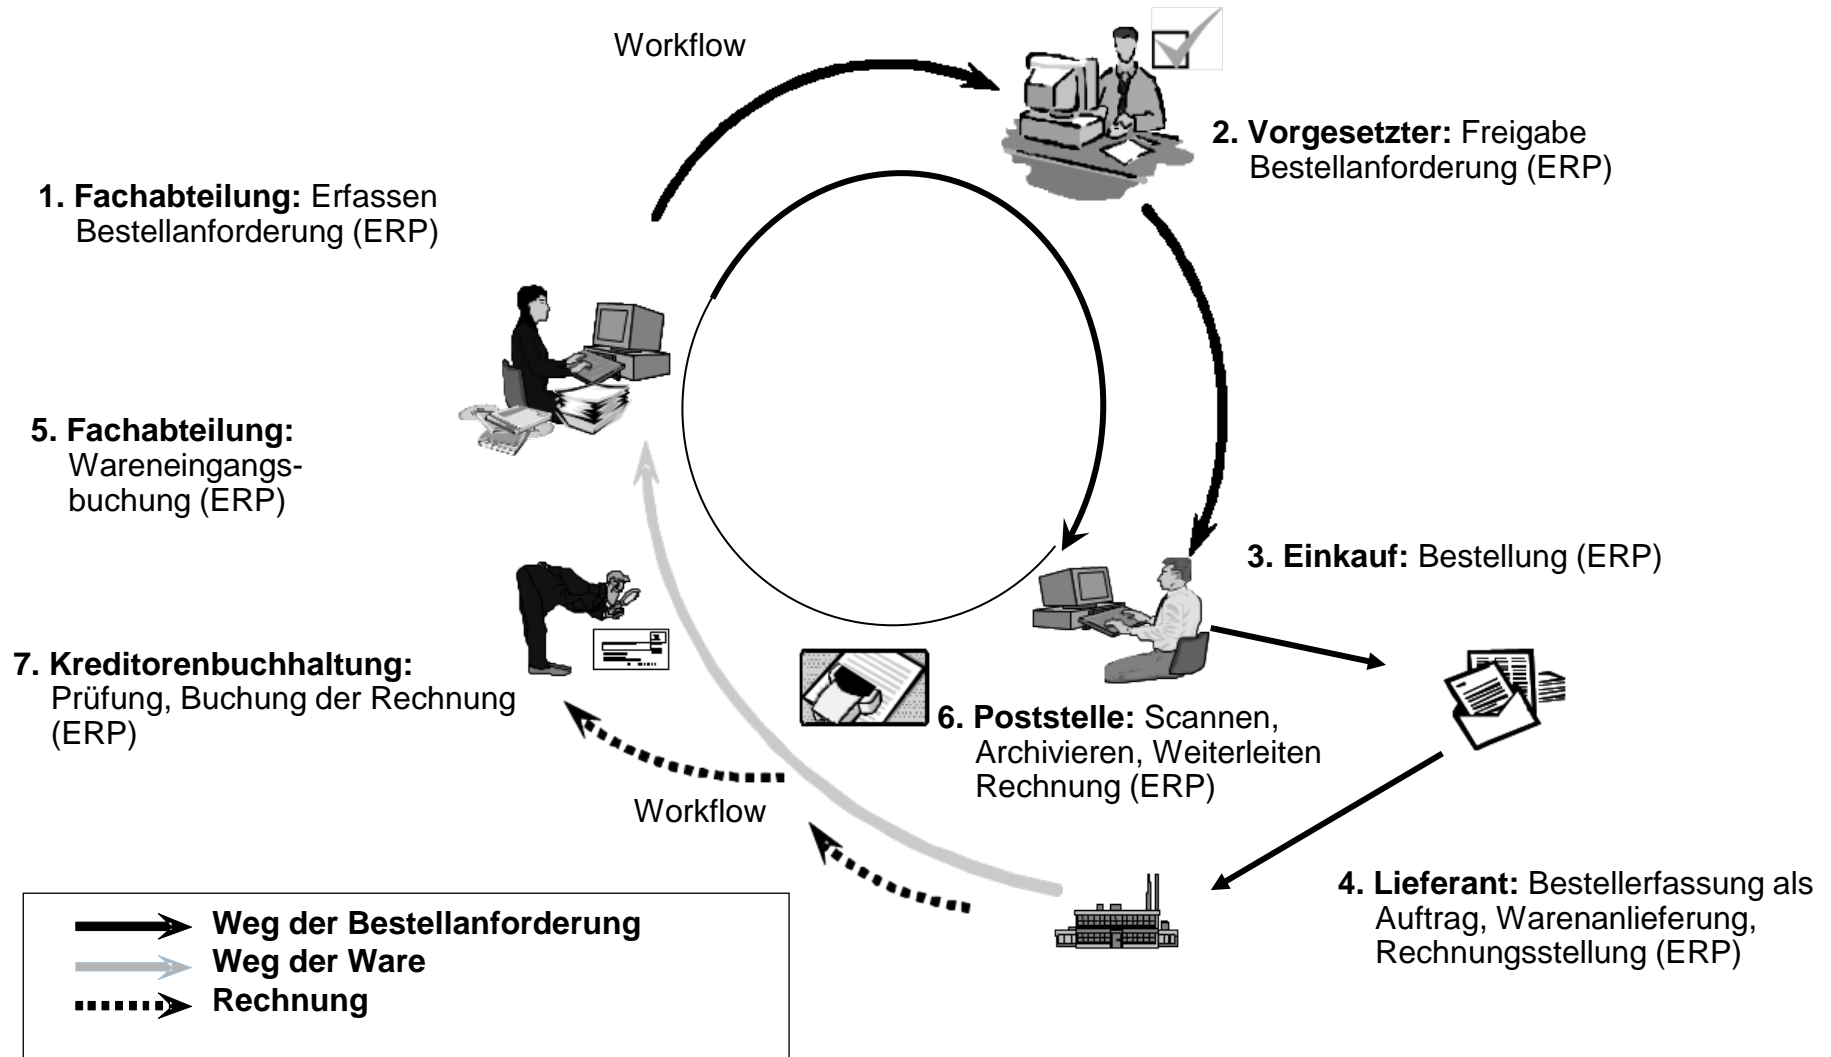 Workflow
1. Fachabteilung: Erfassen
Bestellanforderung (ERP)
2. Vorgesetzter: Freigabe
Bestellanforderung (ERP)
3. Einkauf: Bestellung (ERP)
4. Lieferant: Bestellerfassung als
Auftrag, Warenanlieferung,
Rechnungsstellung (ERP)
5. Fachabteilung:
Wareneingangs-
buchung (ERP)
6. Poststelle: Scannen,
Archivieren, Weiterleiten
Rechnung (ERP)
7. Kreditorenbuchhaltung:
Prüfung, Buchung der Rechnung
(ERP)
Workflow
Weg der Bestellanforderung
Weg der Ware
Rechnung